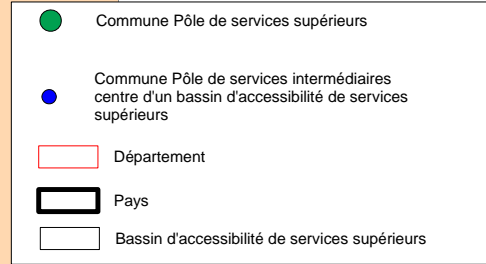 Commune Pôle de services supérieurs
Commune Pôle de services intermédiaires
centre d'un bassin d'accessibilité de services
supérieurs
Département
Pays
Bassin d'accessibilité de services supérieurs